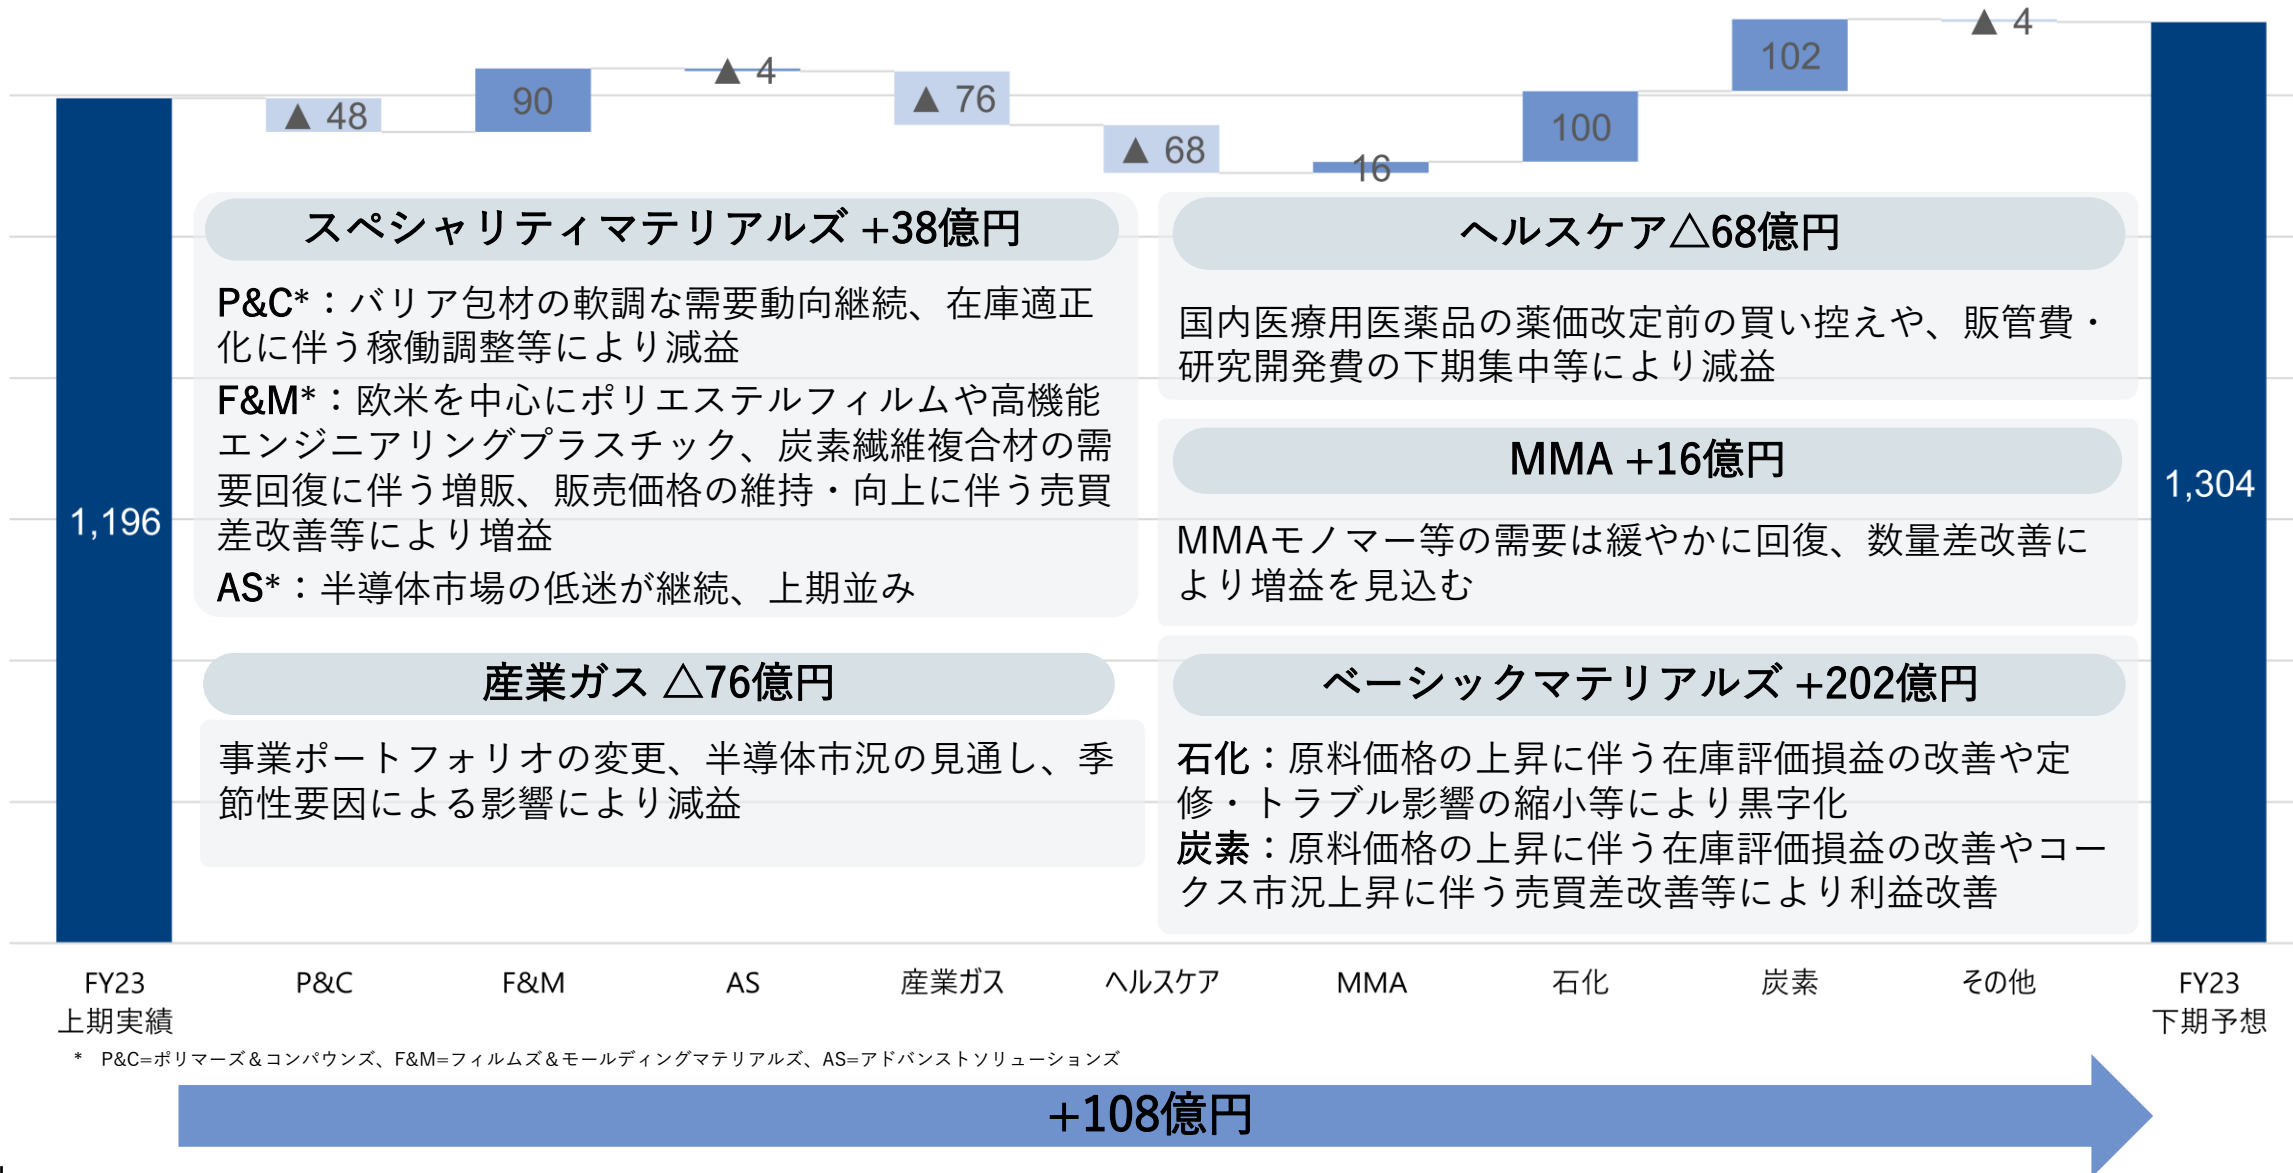 ▲ 48
90
▲ 4
▲ 76
▲ 68
16
100
102
▲ 4
1,196
1,304
スペシャリティマテリアルズ +38億円
P&C*：バリア包材の軟調な需要動向継続、在庫適正
化に伴う稼働調整等により減益
F&M*：欧米を中心にポリエステルフィルムや高機能
エンジニアリングプラスチック、炭素繊維複合材の需
要回復に伴う増販、販売価格の維持・向上に伴う売買
差改善等により増益
AS*：半導体市場の低迷が継続、上期並み
産業ガス △76億円
事業ポートフォリオの変更、半導体市況の見通し、季
節性要因による影響により減益
ヘルスケア△68億円
国内医療用医薬品の薬価改定前の買い控えや、販管費・
研究開発費の下期集中等により減益
MMA +16億円
MMAモノマー等の需要は緩やかに回復、数量差改善に
より増益を見込む
ベーシックマテリアルズ +202億円
石化：原料価格の上昇に伴う在庫評価損益の改善や定
修・トラブル影響の縮小等により黒字化
炭素：原料価格の上昇に伴う在庫評価損益の改善やコー
クス市況上昇に伴う売買差改善等により利益改善
FY23
上期実績
P&C
F&M
AS
産業ガス
ヘルスケア
MMA
石化
炭素
その他
FY23
下期予想
* P&C=ポリマーズ＆コンパウンズ、F&M=フィルムズ＆モールディングマテリアルズ、AS=アドバンストソリューションズ
+108億円